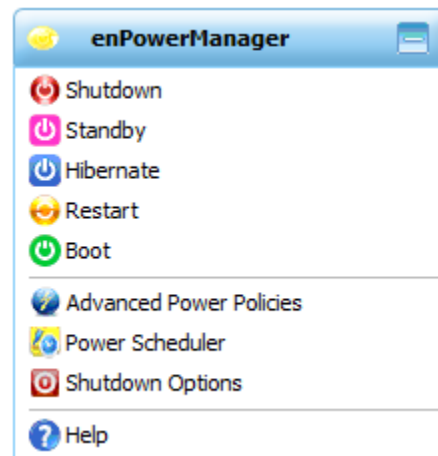 enPowerManager
Shutdown
Standby
Hibernate
Restart
Boot
Advanced Power Policies
Power Scheduler
Shutdown Options
Help